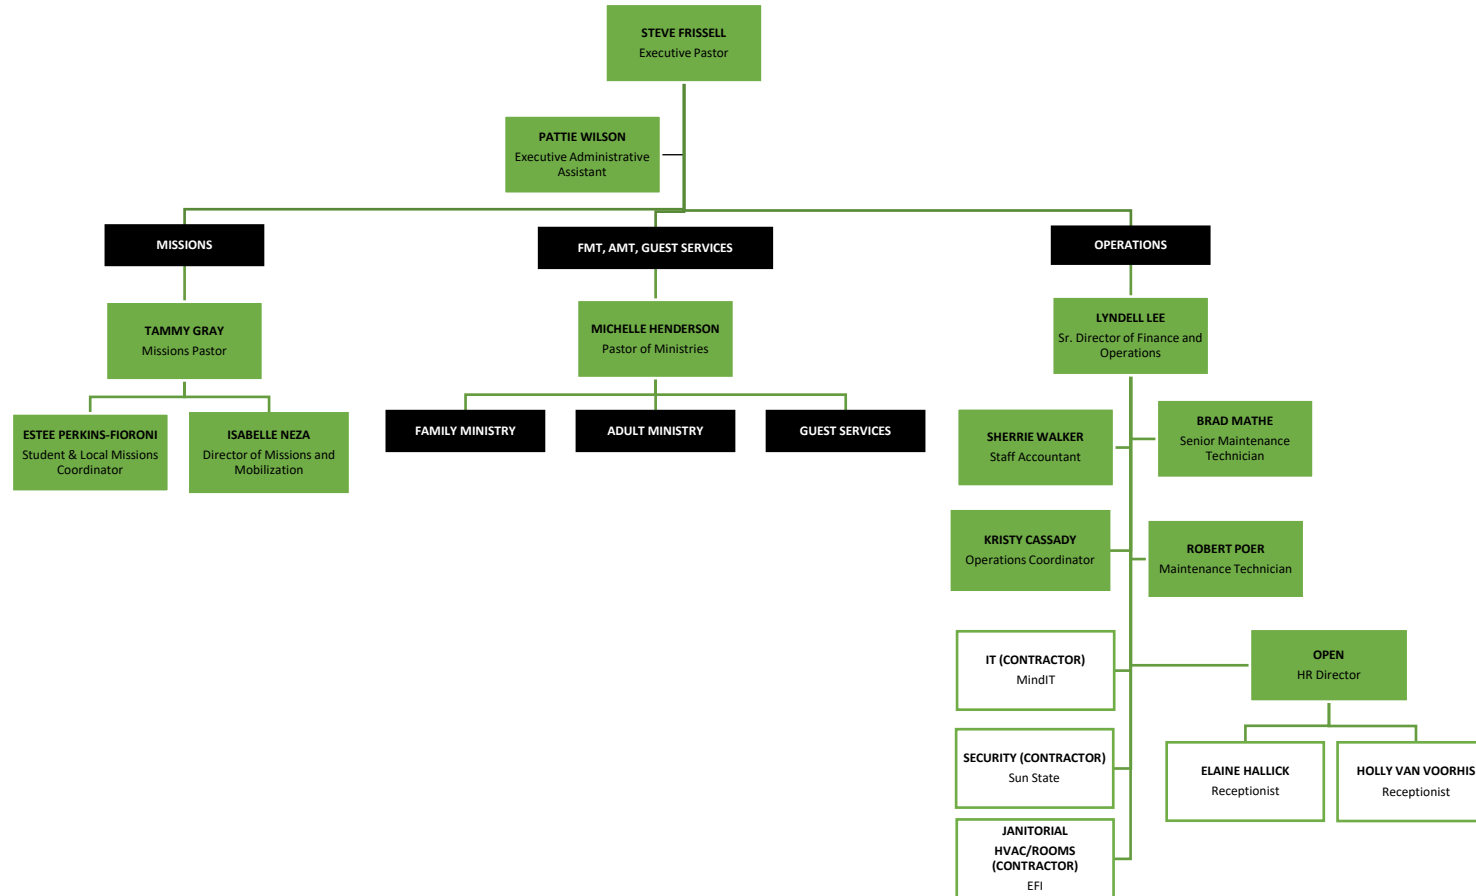 STEVE FRISSELL
Executive Pastor
PATTIE WILSON
Executive Administrative
Assistant
MISSIONS
FMT, AMT, GUEST SERVICES
OPERATIONS
TAMMY GRAY
Missions Pastor
MICHELLE HENDERSON
Pastor of Ministries
LYNDELL LEE
Sr. Director of Finance and
Operations
ESTEE PERKINS-FIORONI
Student & Local Missions
Coordinator
ISABELLE NEZA
Director of Missions and
Mobilization
FAMILY MINISTRY
ADULT MINISTRY
GUEST SERVICES
SHERRIE WALKER
Staff Accountant
BRAD MATHE
Senior Maintenance
Technician
KRISTY CASSADY
Operations Coordinator
ROBERT POER
Maintenance Technician
IT (CONTRACTOR)
MindIT
OPEN
HR Director
SECURITY (CONTRACTOR)
Sun State
ELAINE HALLICK
Receptionist
HOLLY VAN VOORHIS
Receptionist
JANITORIAL
HVAC/ROOMS
(CONTRACTOR)
EFI